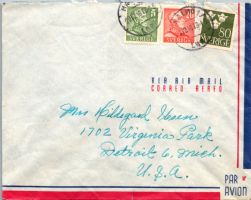 SVERIGE SVERIGE 80
SVERIGE
VIA AIR MAIL
CORREO AEREO
Mrs Hildegard
1702 Virginia Park
Detroit 6, Mich.
U.S.A.
PAR
AVION